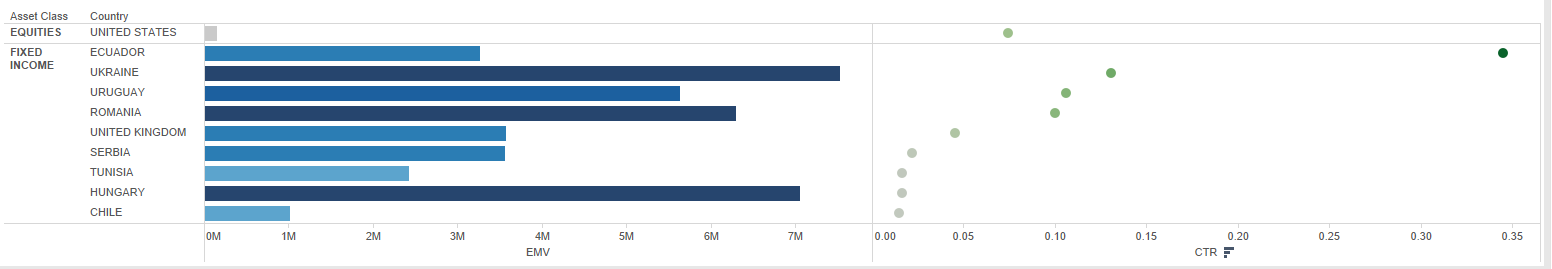 Asset Class Country
EQUITIES UNITED STATES
FIXED INCOME ECUADOR
UKRAINE
URUGUAY
ROMANIA
UNITED KINGDOM
SERBIA
TUNISIA
HUNGARY
CHILE
0M 1M 2M 3M 4M 5M 6M 7M 0.00 0.05 0.10 0.15 0.20 0.25 0.30 0.35
EMV CTR